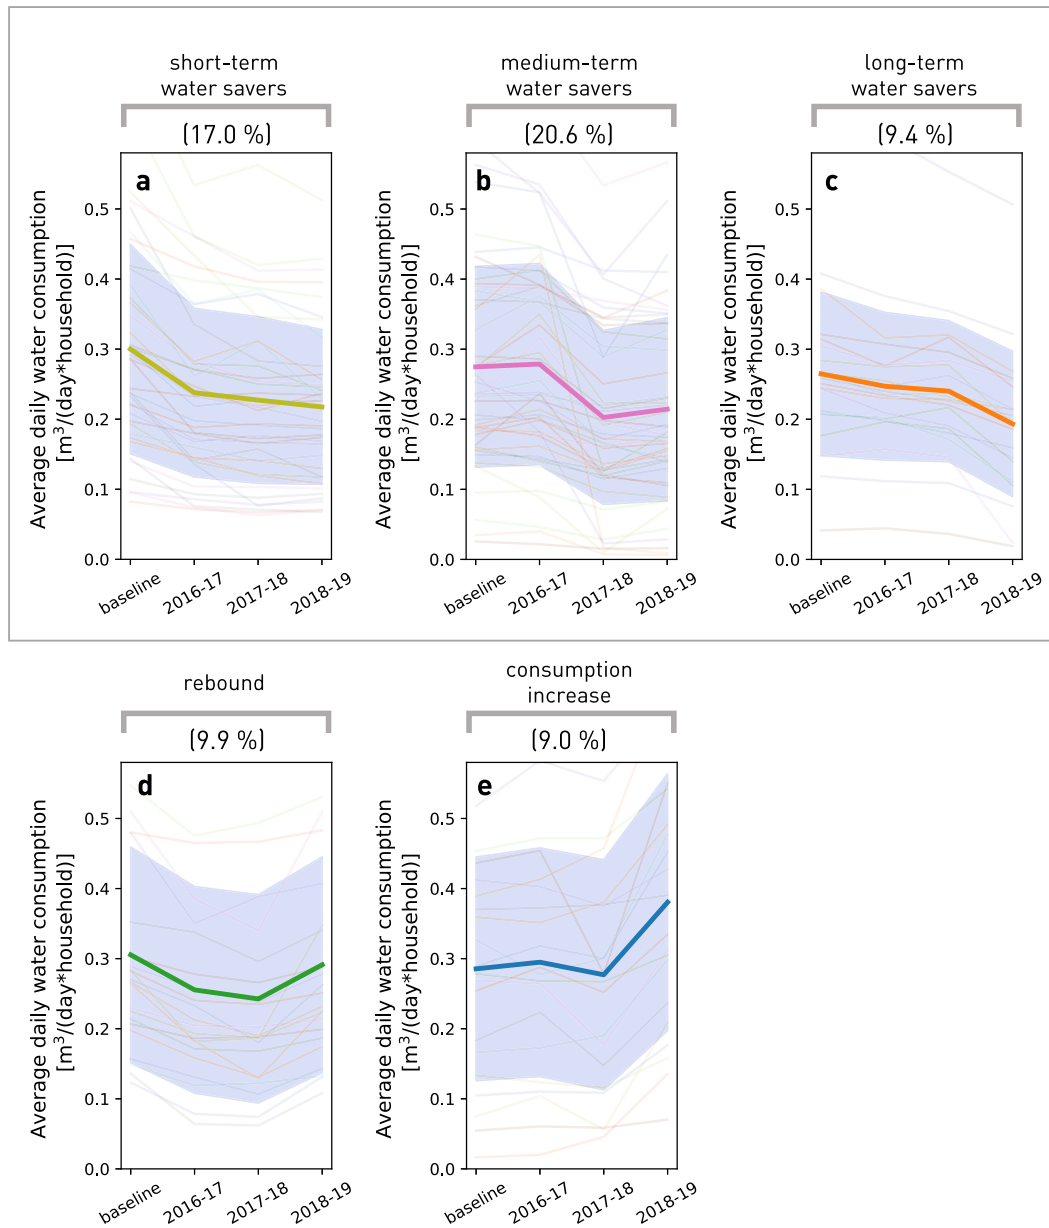 short-term
water savers
(17.0 %)
a
Average daily water consumption
[m³/(day*household)]
0.5
0.4
0.3
0.2
0.1
0.0
baseline
2016-17
2017-18
2018-19
medium-term
water savers
(20.6 %)
b
Average daily water consumption
[m³/(day*household)]
0.5
0.4
0.3
0.2
0.1
0.0
baseline
2016-17
2017-18
2018-19
long-term
water savers
(9.4 %)
c
Average daily water consumption
[m³/(day*household)]
0.5
0.4
0.3
0.2
0.1
0.0
baseline
2016-17
2017-18
2018-19
rebound
(9.9 %)
d
Average daily water consumption
[m³/(day*household)]
0.5
0.4
0.3
0.2
0.1
0.0
baseline
2016-17
2017-18
2018-19
consumption
increase
(9.0 %)
e
Average daily water consumption
[m³/(day*household)]
0.5
0.4
0.3
0.2
0.1
0.0
baseline
2016-17
2017-18
2018-19